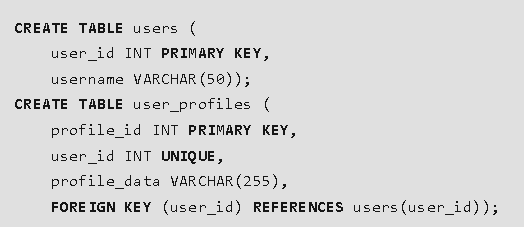 CREATE TABLE users (
    user_id INT PRIMARY KEY,
    username VARCHAR(50));
CREATE TABLE user_profiles (
    profile_id INT PRIMARY KEY,
    user_id INT UNIQUE,
    profile_data VARCHAR(255),
    FOREIGN KEY (user_id) REFERENCES users(user_id));